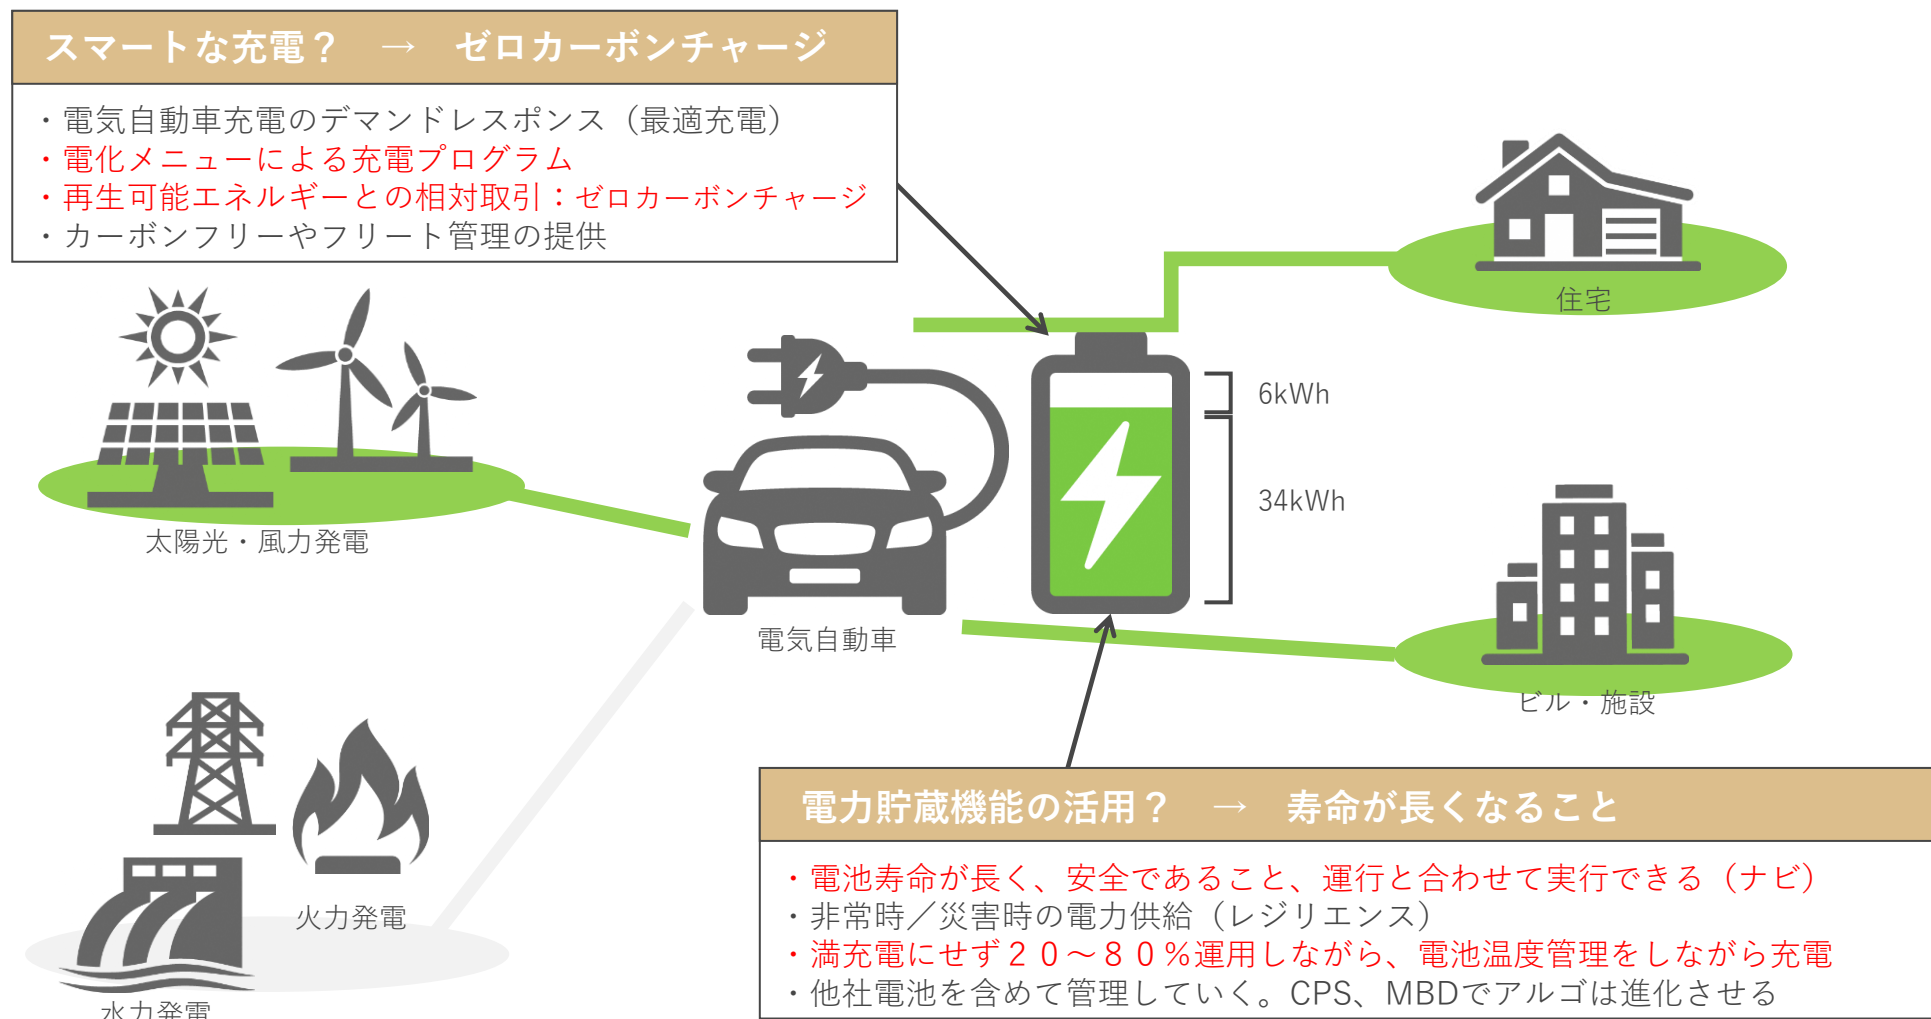 スマートな充電？　→　ゼロカーボンチャージ
・電気自動車充電のデマンドレスポンス（最適充電）
・電化メニューによる充電プログラム
・再生可能エネルギーとの相対取引：ゼロカーボンチャージ
・カーボンフリーやフリート管理の提供
住宅
6kWh
34kWh
太陽光・風力発電
電気自動車
ビル・施設
火力発電
水力発電
電力貯蔵機能の活用？　→　寿命が長くなること
・電池寿命が長く、安全であること、運行と合わせて実行できる（ナビ）
・非常時／災害時の電力供給（レジリエンス）
・満充電にせず２０～８０％運用しながら、電池温度管理をしながら充電
・他社電池を含めて管理していく。CPS、MBDでアルゴは進化させる